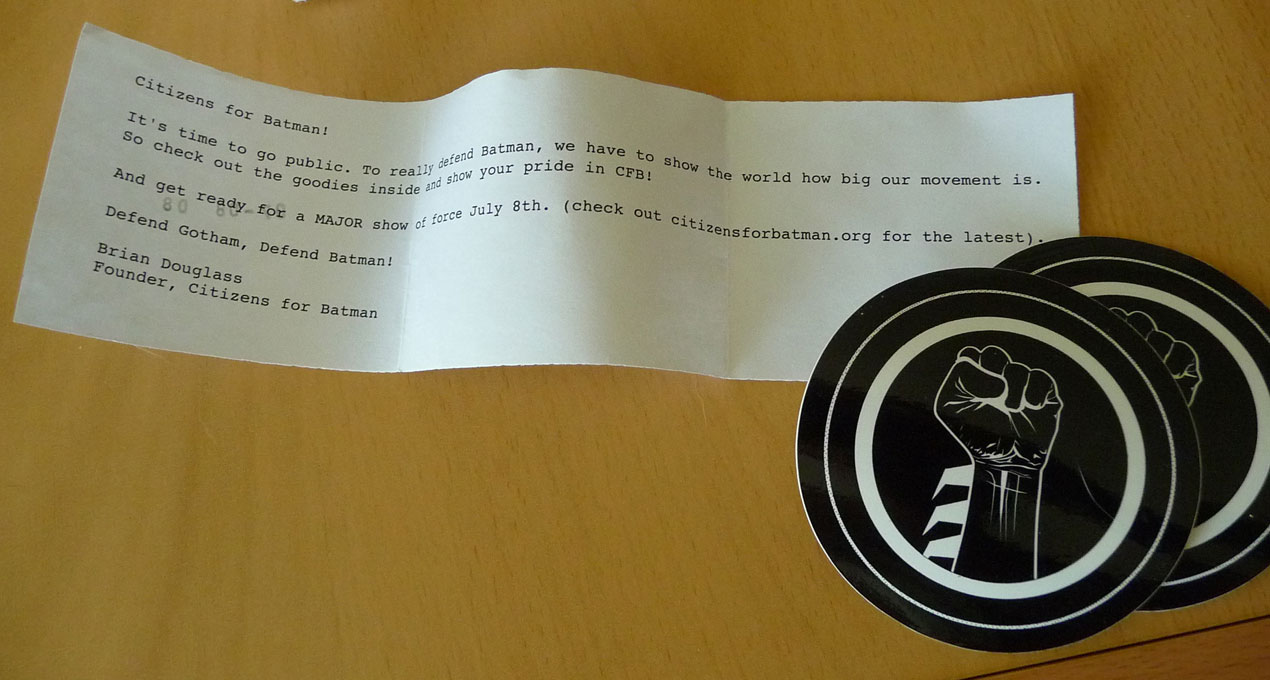 Citizens for Batman!
It's time to go public. To really defend Batman, we have to show the world how big our movement is.
So check out the goodies inside and show your pride in CFB!
And get ready for a MAJOR show of force July 8th. (check out citizensforbatman.org for the latest).
Defend Gotham, Defend Batman!
Brian Douglass
Founder, Citizens for Batman